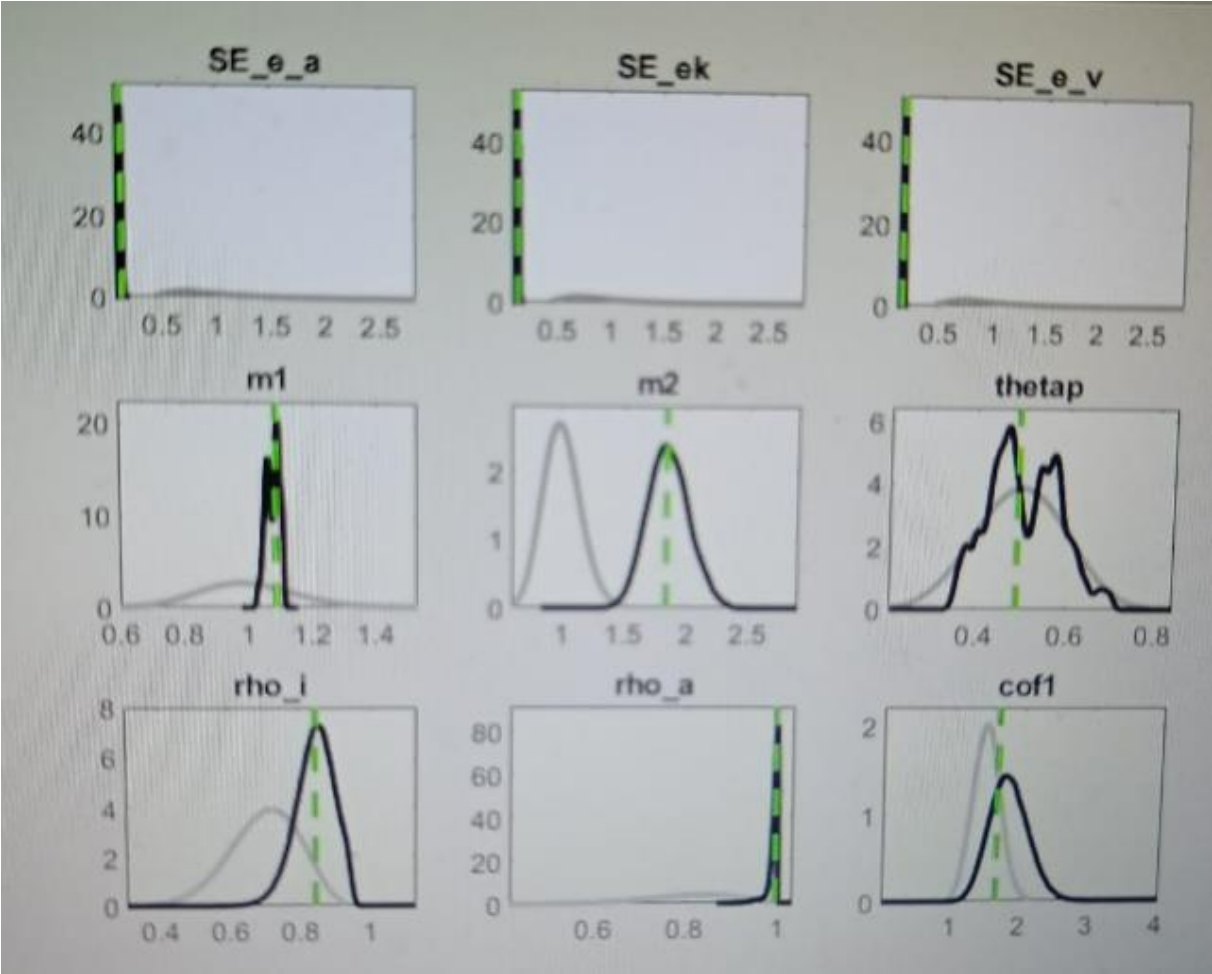 SE_e_a SE_ek SE_e_v
40 40 40
20 20 20
0 0 0
0.5 1 1.5 2 2.5 0.5 1 1.5 2 2.5 0.5 1 1.5 2 2.5
m1 m2 thetap
20 2 6
10 1 4
0 0 2
0
0.6 0.8 1 1.2 1.4 1 1.5 2 2.5 0.4 0.6 0.8
rho_i rho_a cof1
8 80 2
6 60 1
4 40 0
2 20
0 0
0.4 0.6 0.8 1 0.6 0.8 1 1 2 3 4